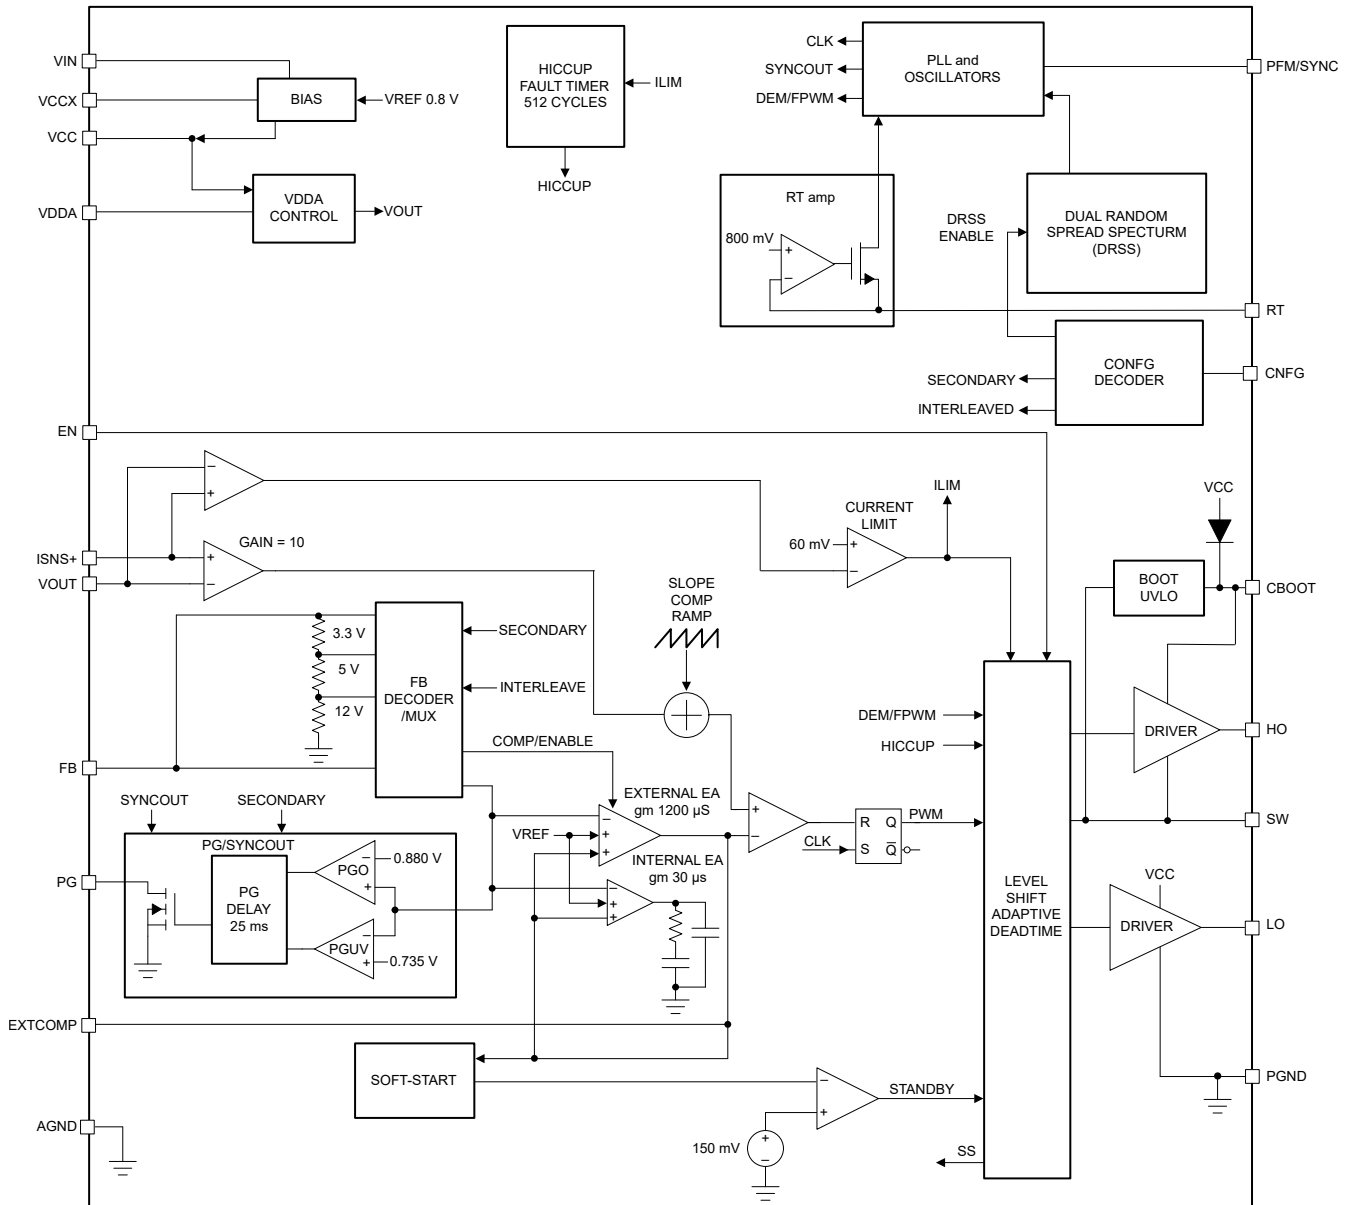 VIN
VCCX
VCC
VDDA
BIAS
VREF 0.8 V
VDDA
CONTROL
VOUT
HICCUP
FAULT TIMER
512 CYCLES
ILIM
HICCUP
CLK
SYNCOUT
DEM/FPWM
PLL and
OSCILLATORS
PFM/SYNC
RT amp
800 mV
+
−
DRSS
ENABLE
DUAL RANDOM
SPREAD SPECTURM
(DRSS)
RT
CONFG
DECODER
CNFG
SECONDARY
INTERLEAVED
EN
−
+
ISNS+
VOUT
+
−
GAIN = 10
CURRENT
LIMIT
60 mV
+
−
ILIM
VCC
BOOT
UVLO
CBOOT
SLOPE
COMP
RAMP
3.3 V
5 V
12 V
FB
DECODER
/MUX
SECONDARY
INTERLEAVE
COMP/ENABLE
FB
DEM/FPWM
HICCUP
DRIVER
HO
SYNCOUT
SECONDARY
EXTERNAL EA
gm 1200 µS
VREF
−
+
+
+
−
R
Q
S
Q
CLK
PWM
SW
PG/SYNCOUT
PG
PG
DELAY
25 ms
PGO
−
+
0.880 V
PGUV
−
+
0.735 V
INTERNAL EA
gm 30 µs
−
+
+
LEVEL
SHIFT
ADAPTIVE
DEADTIME
VCC
DRIVER
LO
EXTCOMP
SOFT-START
−
+
STANDBY
PGND
AGND
150 mV
+
−
SS